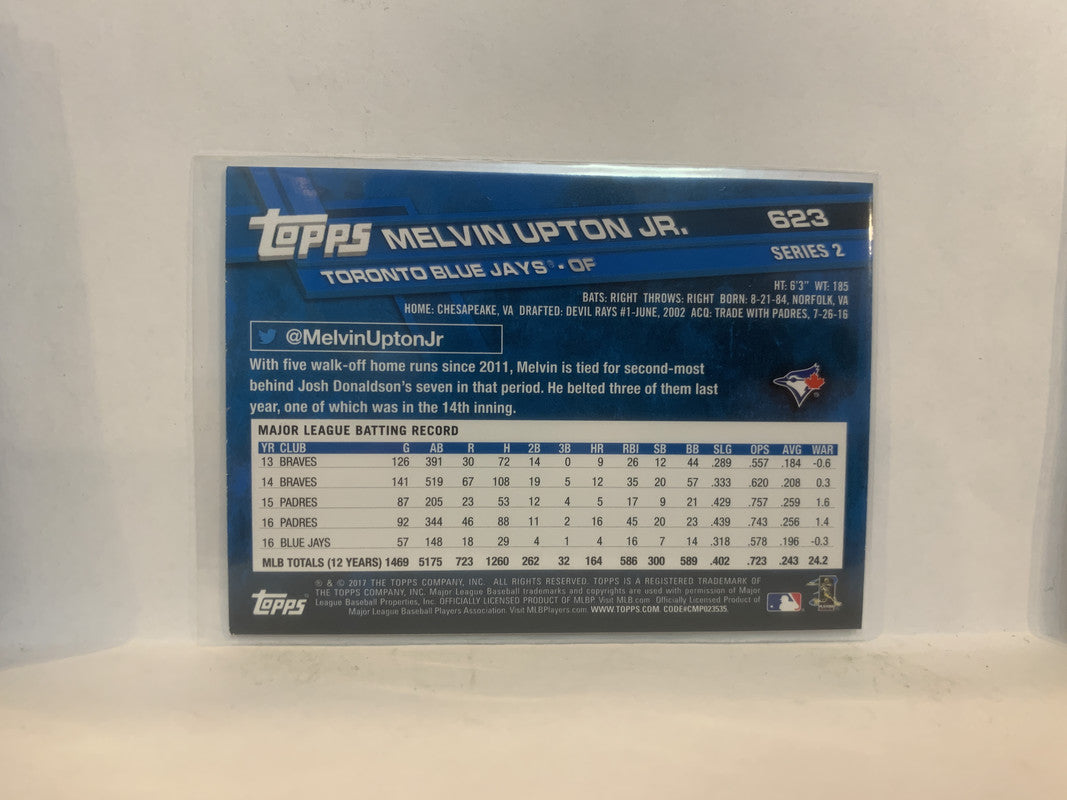 Topps MELVIN UPTON JR. 623
TORONTO BLUE JAYS® • OF SERIES 2
HT: 6'3" WT: 185
BATS: RIGHT THROWS: RIGHT BORN: 8-21-84, NORFOLK, VA
HOME: CHESAPEAKE, VA DRAFTED: DEVIL RAYS #1-JUNE, 2002 ACQ: TRADE WITH PADRES, 7-26-16
@MelvinUptonJr
With five walk-off home runs since 2011, Melvin is tied for second-most
behind Josh Donaldson's seven in that period. He belted three of them last
year, one of which was in the 14th inning.
MAJOR LEAGUE BATTING RECORD
YR CLUB G AB R H 2B 3B HR RBI SB BB SLG OPS AVG WAR
13 BRAVES 126 391 30 72 14 0 9 26 12 44 .289 .557 .184 -0.6
14 BRAVES 141 519 67 108 19 5 12 35 20 57 .333 .620 .208 0.3
15 PADRES 87 205 23 53 12 4 5 17 9 21 .429 .757 .259 1.6
16 PADRES 92 344 46 88 11 2 16 45 20 23 .439 .743 .256 1.4
16 BLUE JAYS 57 148 18 29 4 1 4 16 7 14 .318 .578 .196 -0.3
MLB TOTALS (12 YEARS) 1469 5175 723 1260 262 32 164 586 300 589 .402 .723 .243 24.2
Topps®
® & © 2017 THE TOPPS COMPANY, INC. ALL RIGHTS RESERVED. TOPPS IS A REGISTERED TRADEMARK OF
THE TOPPS COMPANY, INC. Major League Baseball trademarks and copyrights are used with permission of Major
League Baseball Properties, Inc. OFFICIALLY LICENSED PRODUCT OF MLBP. Visit MLB.com Officially Licensed Product of
Major League Baseball Players Association. Visit MLBPlayers.com. WWW.TOPPS.COM. CODE#CMP023535.